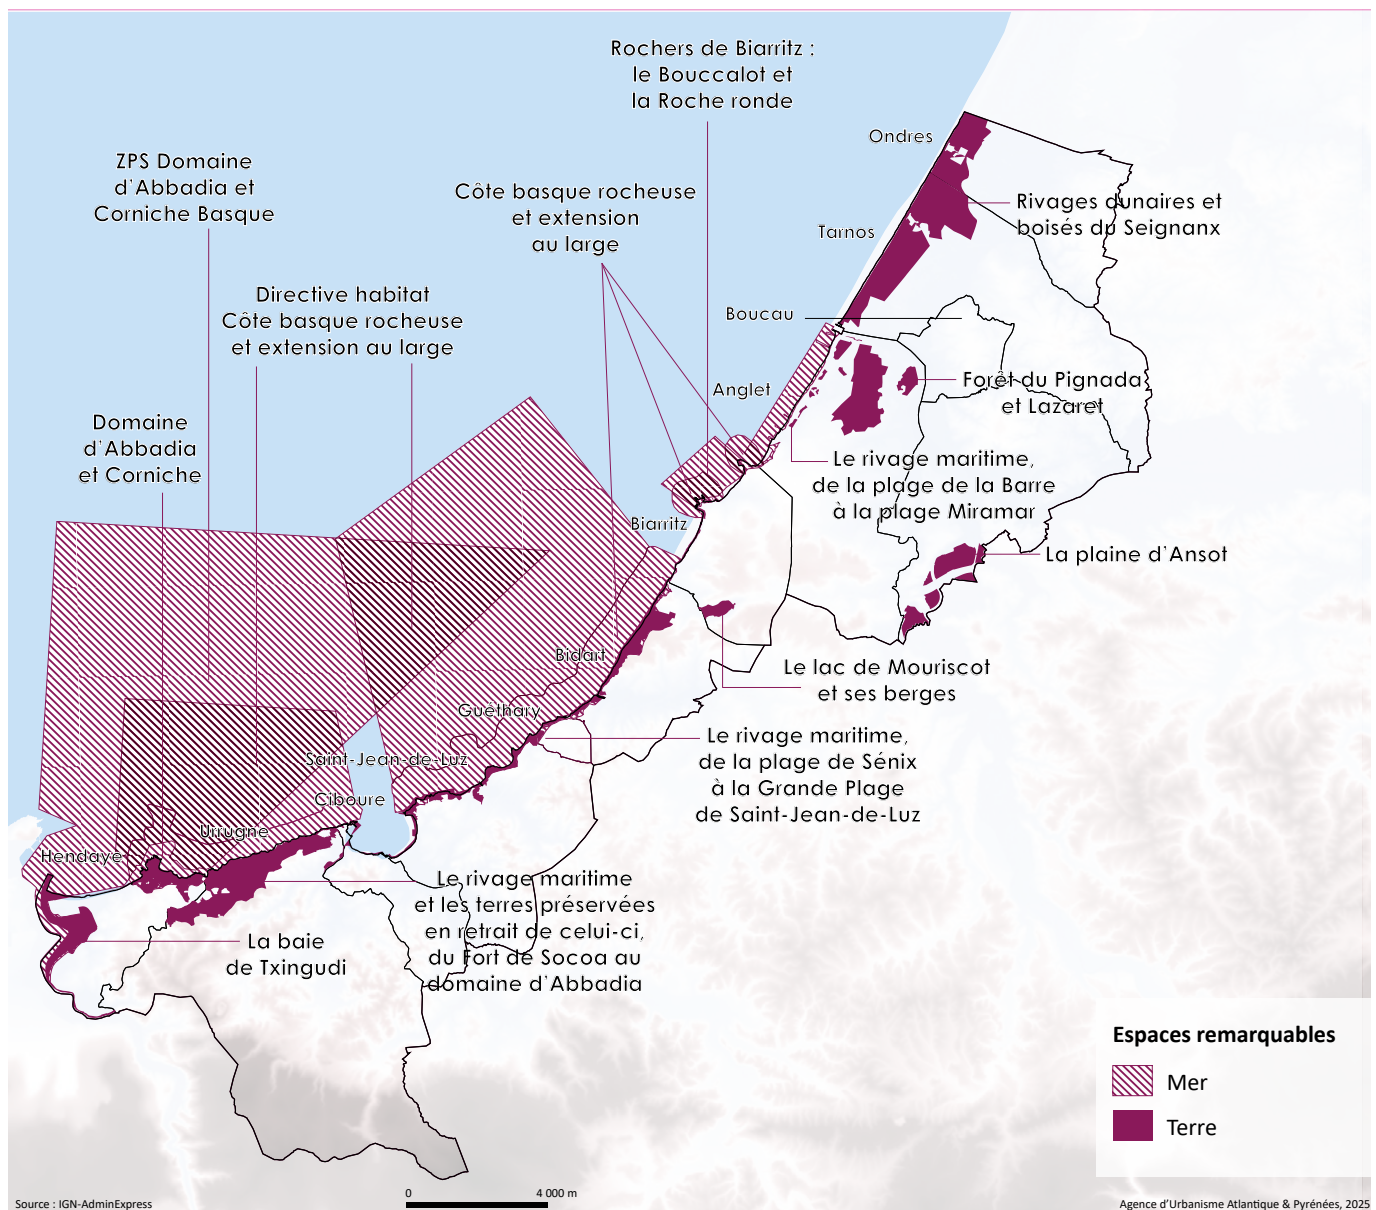 Rochers de Biarritz :
le Bouccalot et
la Roche ronde
Ondres
ZPS Domaine
d'Abbadia et
Corniche Basque
Côte basque rocheuse
et extension
au large
Rivages dunaires et
boisés du Seignanx
Tarnos
Directive habitat
Côte basque rocheuse
et extension au large
Boucau
Anglet
Forêt du Pignada
et Lazaret
Domaine
d'Abbadia
et Corniche
Le rivage maritime,
de la plage de la Barre
à la plage Miramar
Biarritz
La plaine d'Ansot
Bidart
Le lac de Mouriscot
et ses berges
Guéthary
Le rivage maritime,
de la plage de Sénix
à la Grande Plage
de Saint-Jean-de-Luz
Saint-Jean-de-Luz
Ciboure
Urrugne
Hendaye
Le rivage maritime
et les terres préservées
en retrait de celui-ci,
du Fort de Socoa au
domaine d'Abbadia
La baie
de Txingudi
Espaces remarquables
Mer
Terre
0 4 000 m
Source : IGN-AdminExpress
Agence d'Urbanisme Atlantique & Pyrénées, 2025